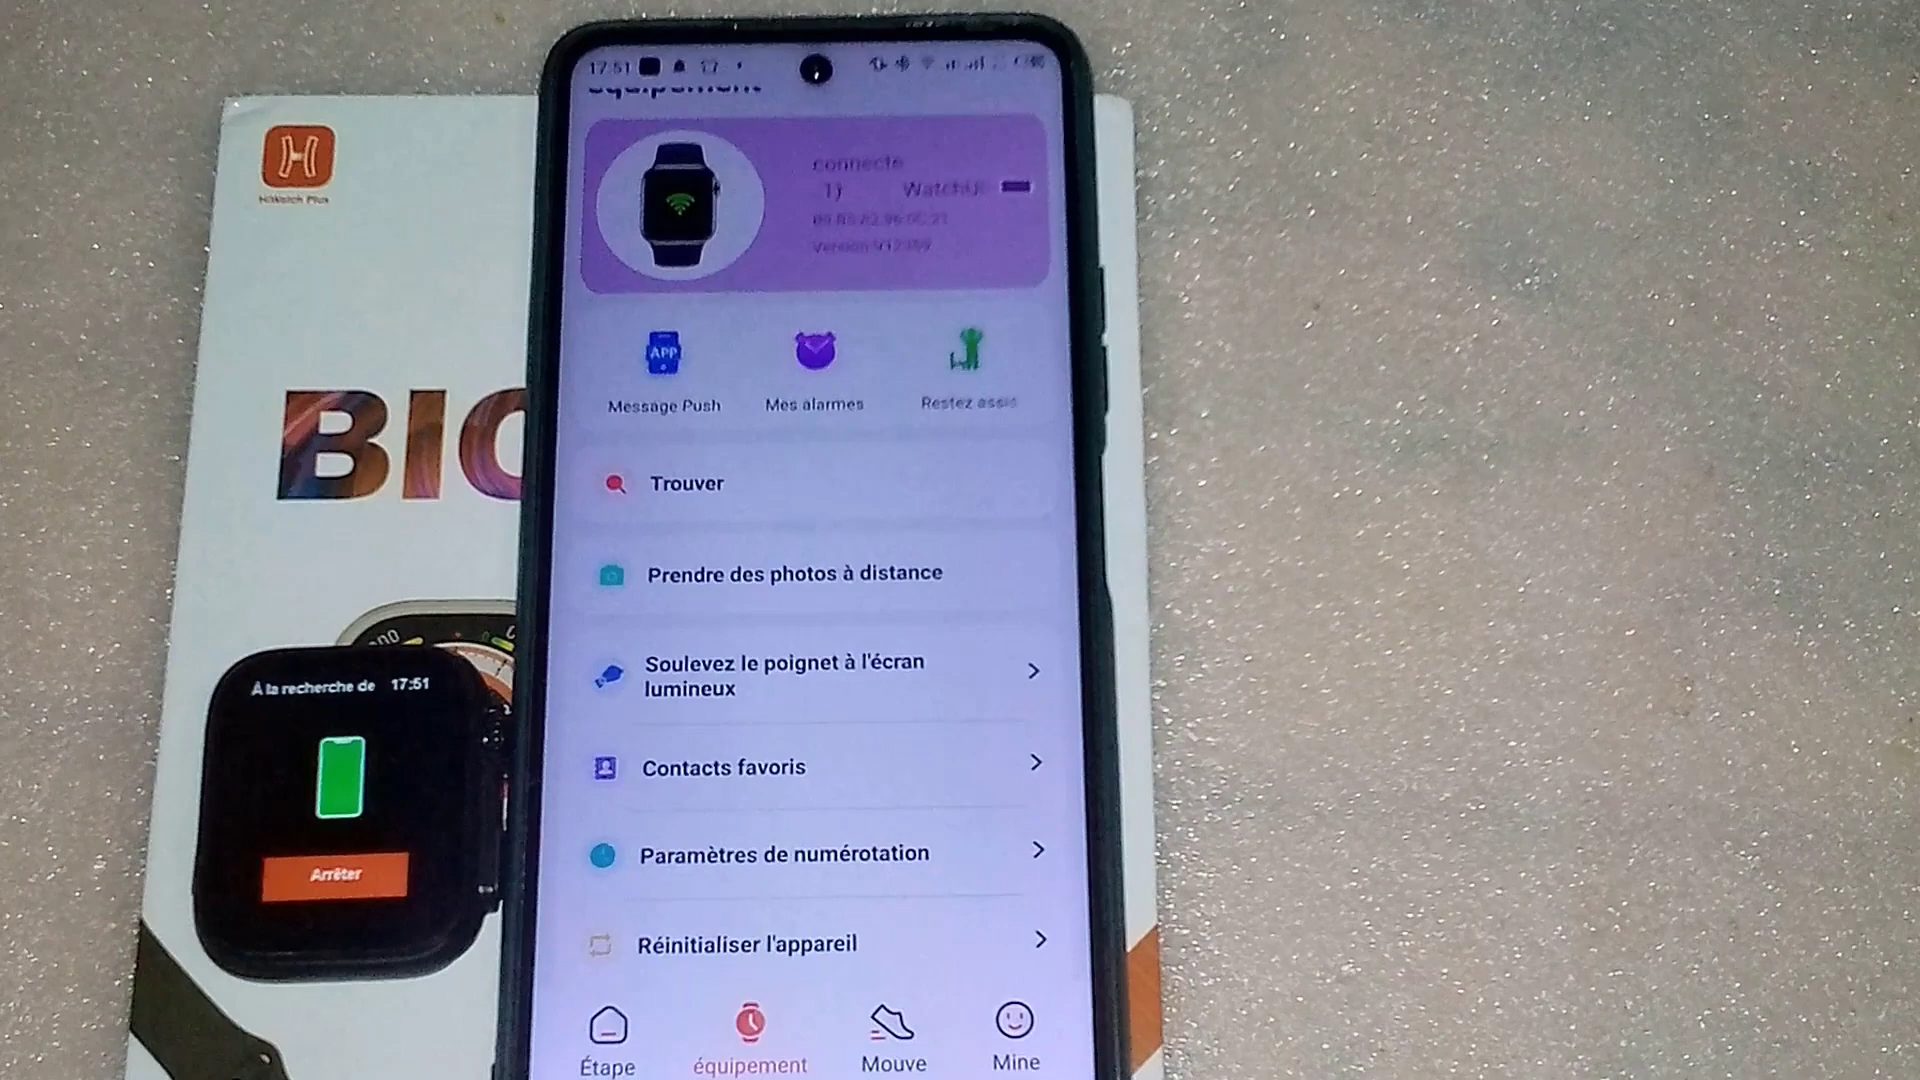 17:51
équipement
HiWatch Plus
connecte
Message Push
Mes alarmes
Restez assis
BIG
Trouver
Prendre des photos à distance
Soulevez le poignet à l'écran
lumineux
Contacts favoris
Paramètres de numérotation
Réinitialiser l'appareil
Étape
équipement
Mouve
Mine
À la recherche de 17:51
Arrêter